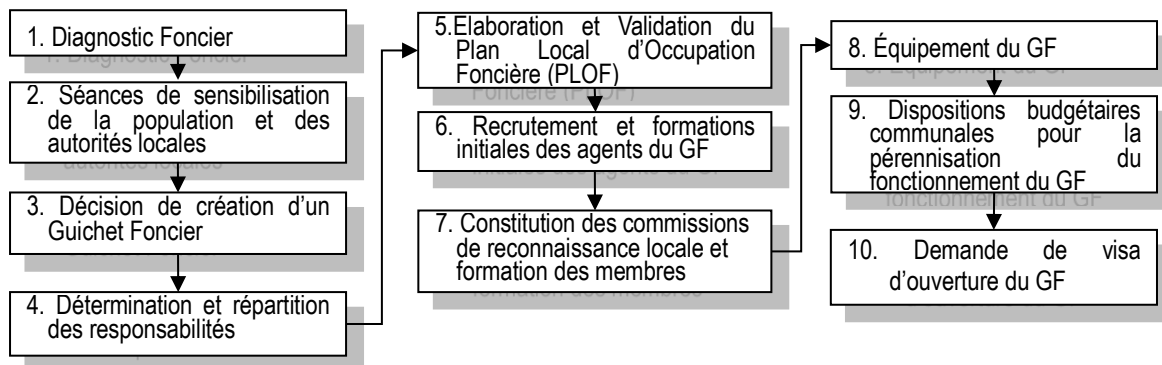 1. Diagnostic Foncier
2. Séances de sensibilisation
de la population et des
autorités locales
3. Décision de création d'un
Guichet Foncier
4. Détermination et répartition
des responsabilités
5.Elaboration et Validation du
Plan Local d'Occupation
Foncière (PLOF)
6. Recrutement et formations
initiales des agents du GF
7. Constitution des commissions
de reconnaissance locale et
formation des membres
8. Équipement du GF
9. Dispositions budgétaires
communales pour la
pérennisation du
fonctionnement du GF
10. Demande de visa
d'ouverture du GF